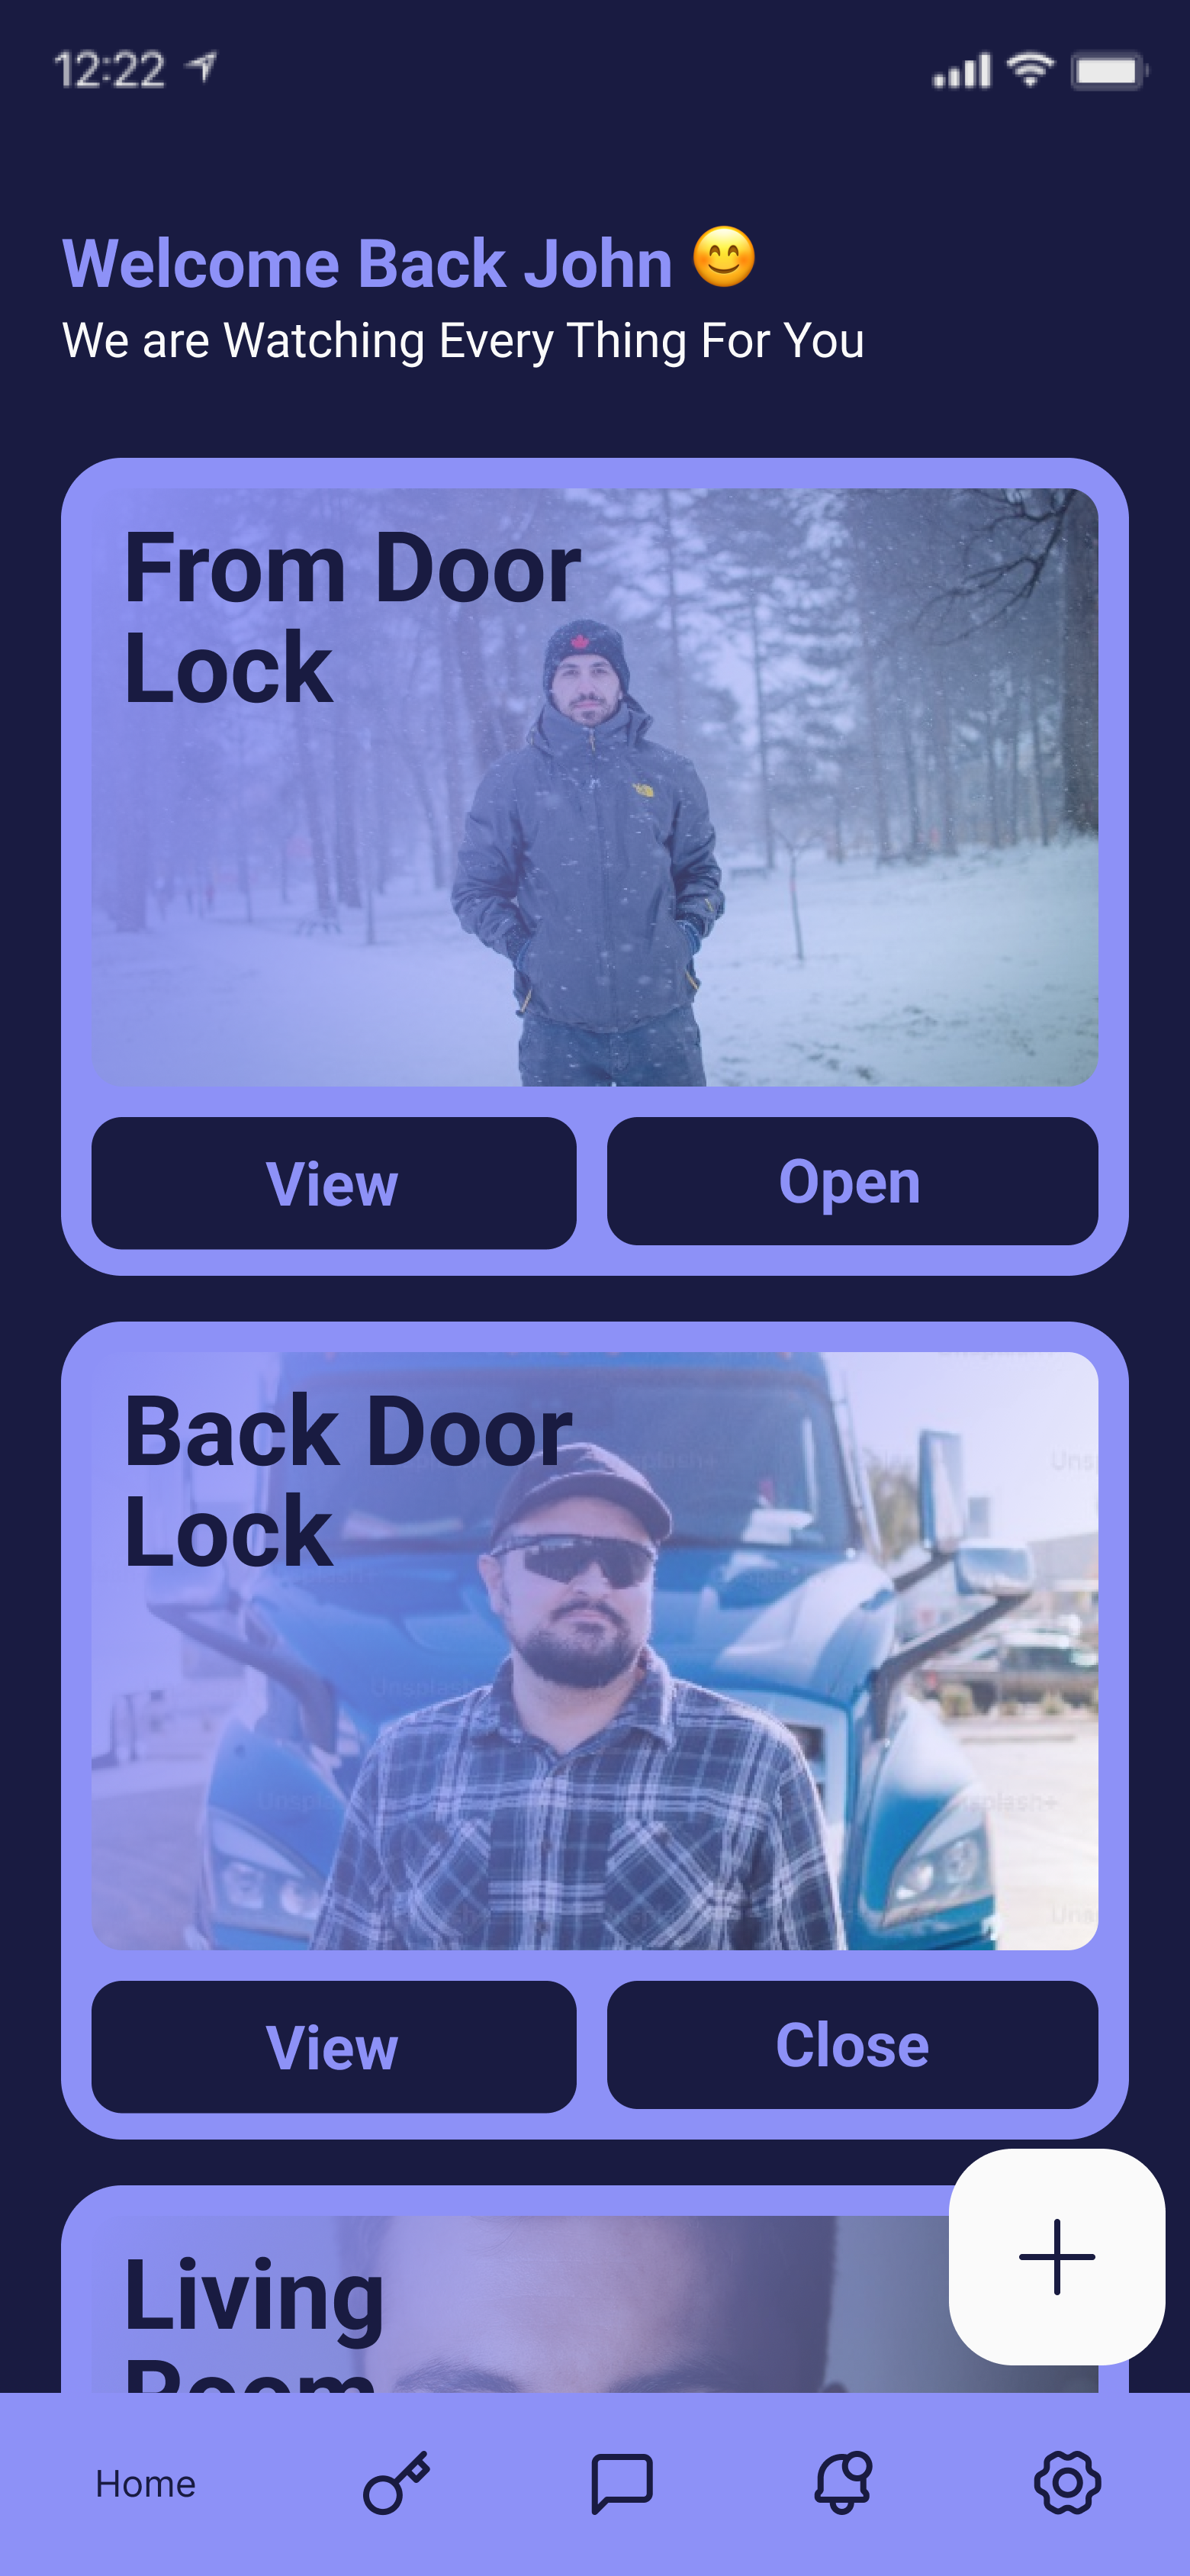 12:22
Welcome Back John 😊
We are Watching Every Thing For You
From Door
Lock
Back Door
Lock
View
Open
View
Close
Living
Room
Home